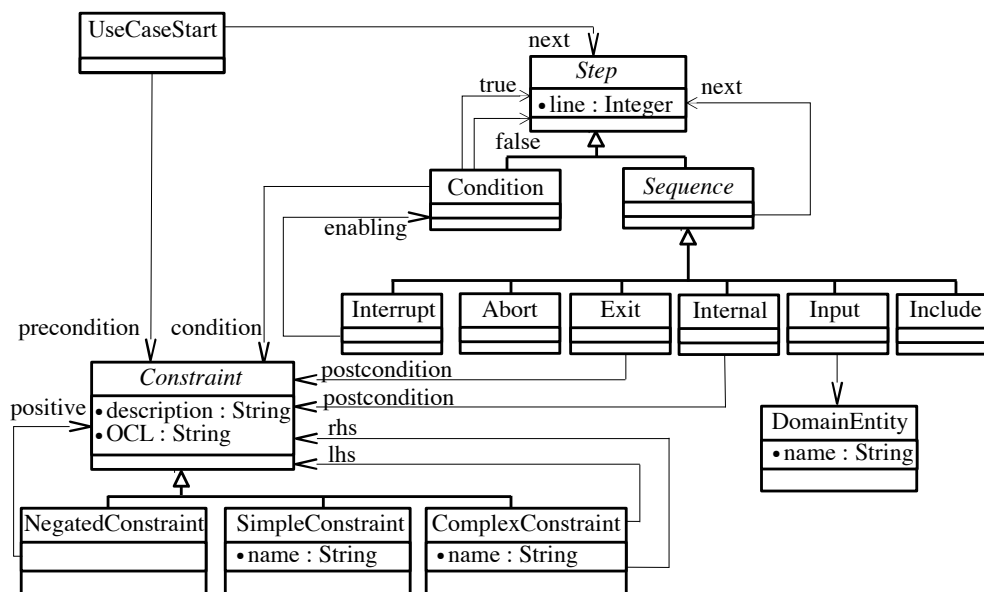 UseCaseStart
next
Step
true
next
• line : Integer
false
Condition
Sequence
enabling
Interrupt
Abort
Exit
Internal
Input
Include
precondition
condition
postcondition
Constraint
postcondition
positive
• description : String
DomainEntity
• OCL : String
rhs
• name : String
lhs
NegatedConstraint
SimpleConstraint
ComplexConstraint
• name : String
• name : String